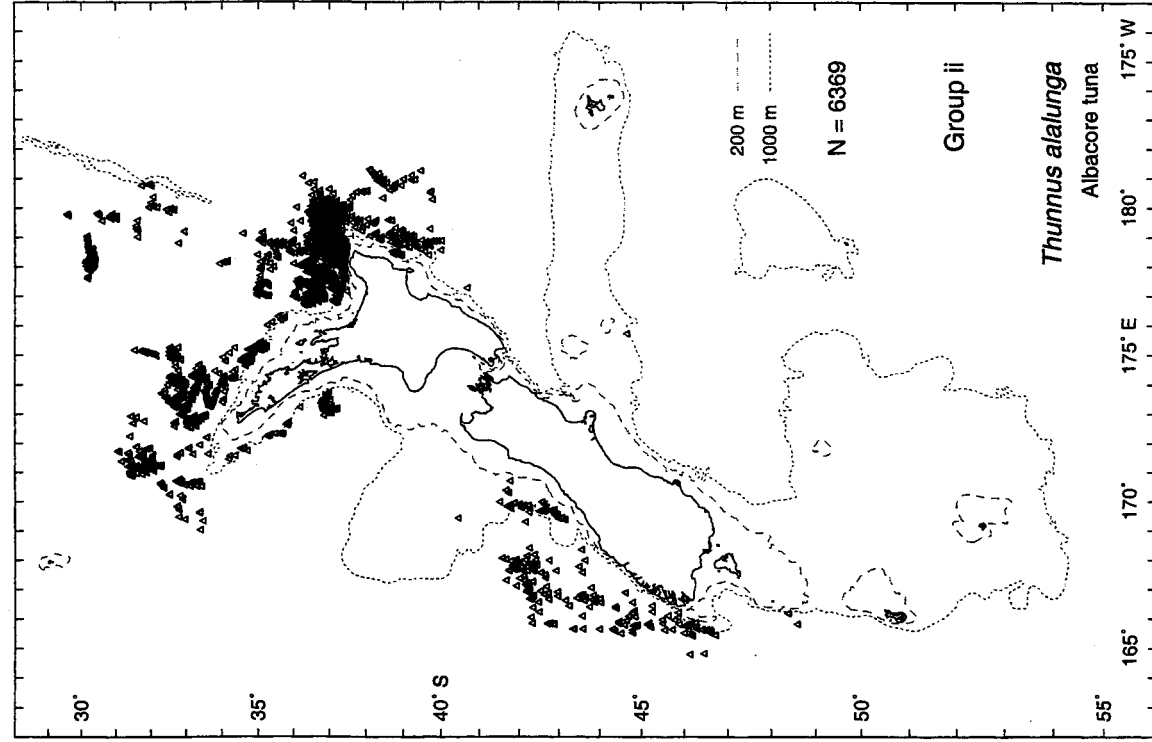 30°
35°
40° S
45°
50°
55°
165°
170°
175° E
180°
175° W
200 m
1000 m
N = 6369
Group ii
Thunnus alalunga
Albacore tuna